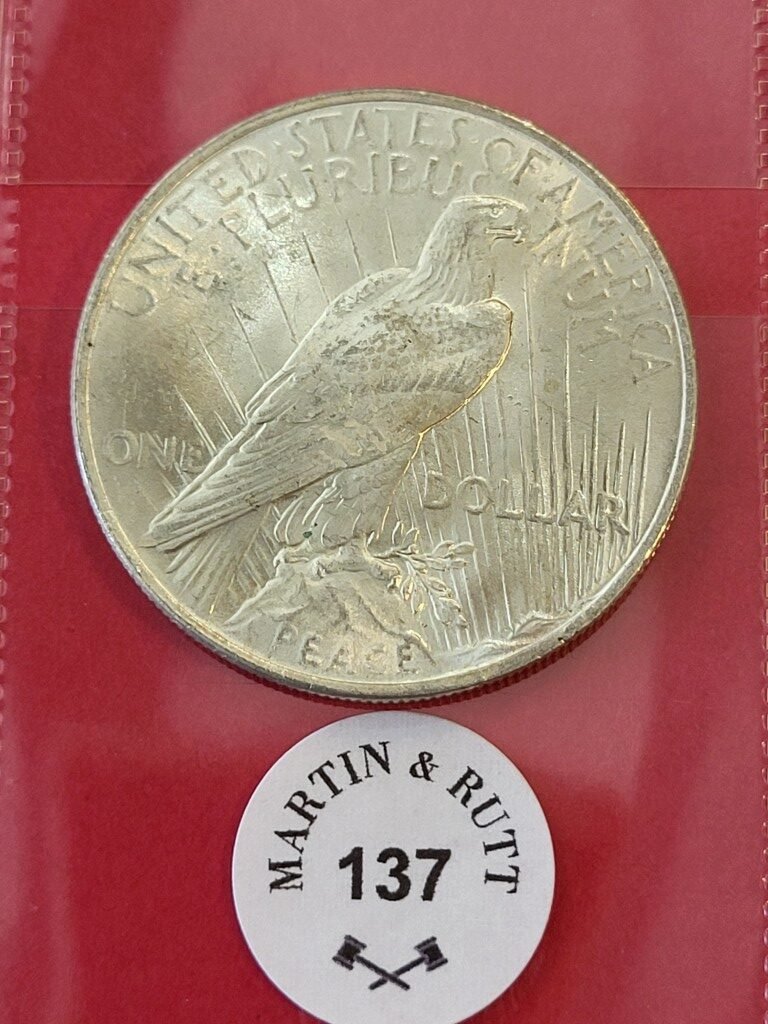 UNITED·STATES·OF·AMERICA
E·PLURIBUS UNUM
ONE DOLLAR
PEACE
MARTIN & RUTT
137